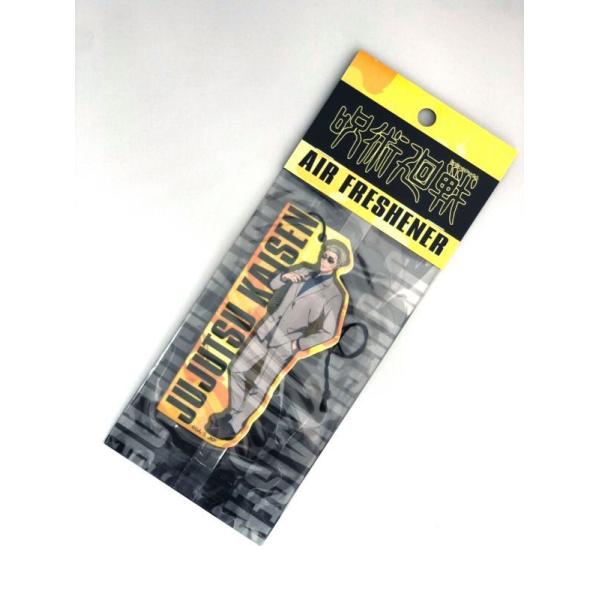 呪術廻戦
AIR FRESHENER
JUJUTSU KAISEN